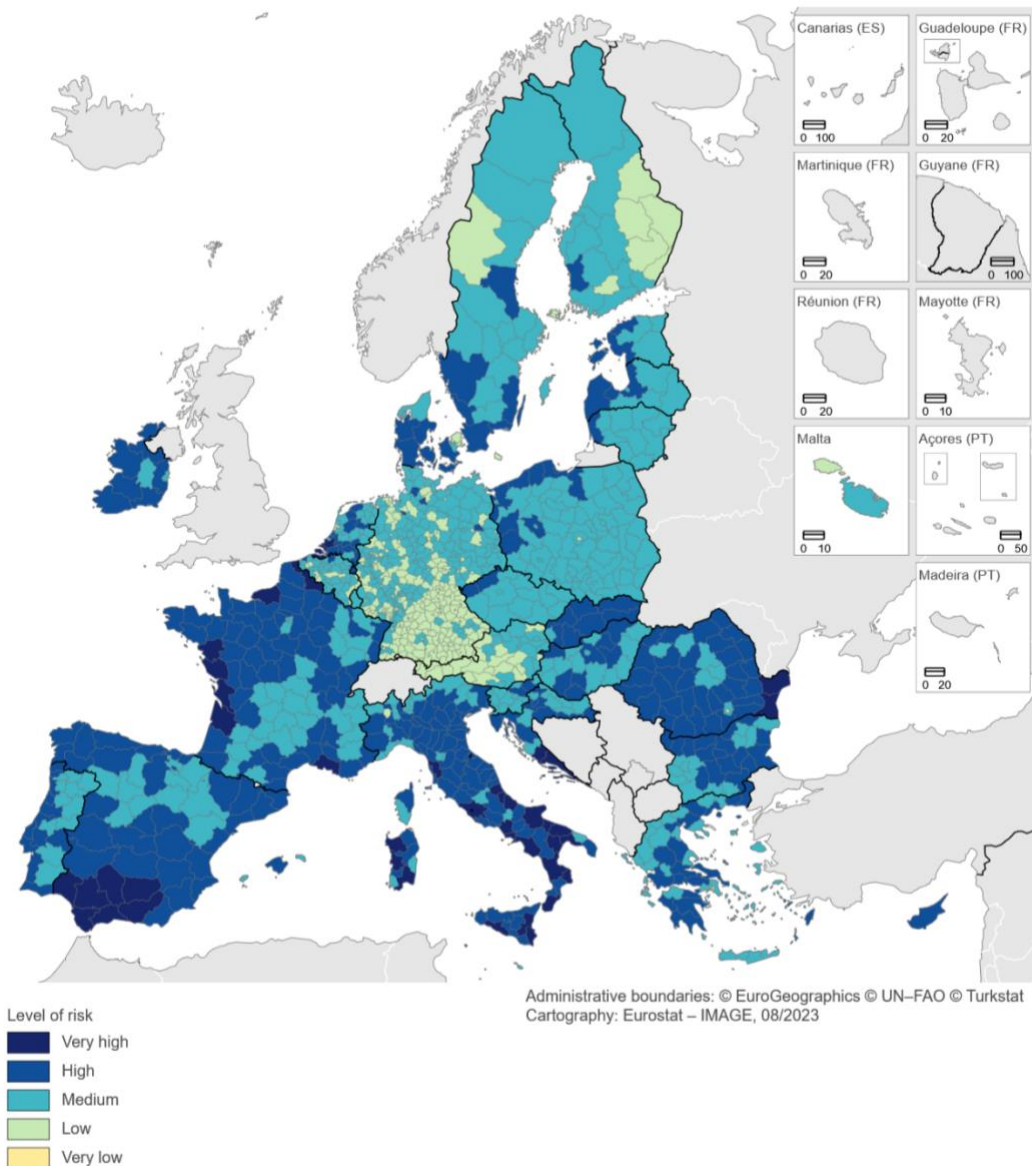 Canarias (ES)
0 100
Guadeloupe (FR)
0 20
Martinique (FR)
0 20
Guyane (FR)
0 100
Réunion (FR)
0 20
Mayotte (FR)
0 10
Malta
0 10
Açores (PT)
0 50
Madeira (PT)
0 20
Administrative boundaries: © EuroGeographics © UN–FAO © Turkstat
Cartography: Eurostat – IMAGE, 08/2023
Level of risk
Very high
High
Medium
Low
Very low